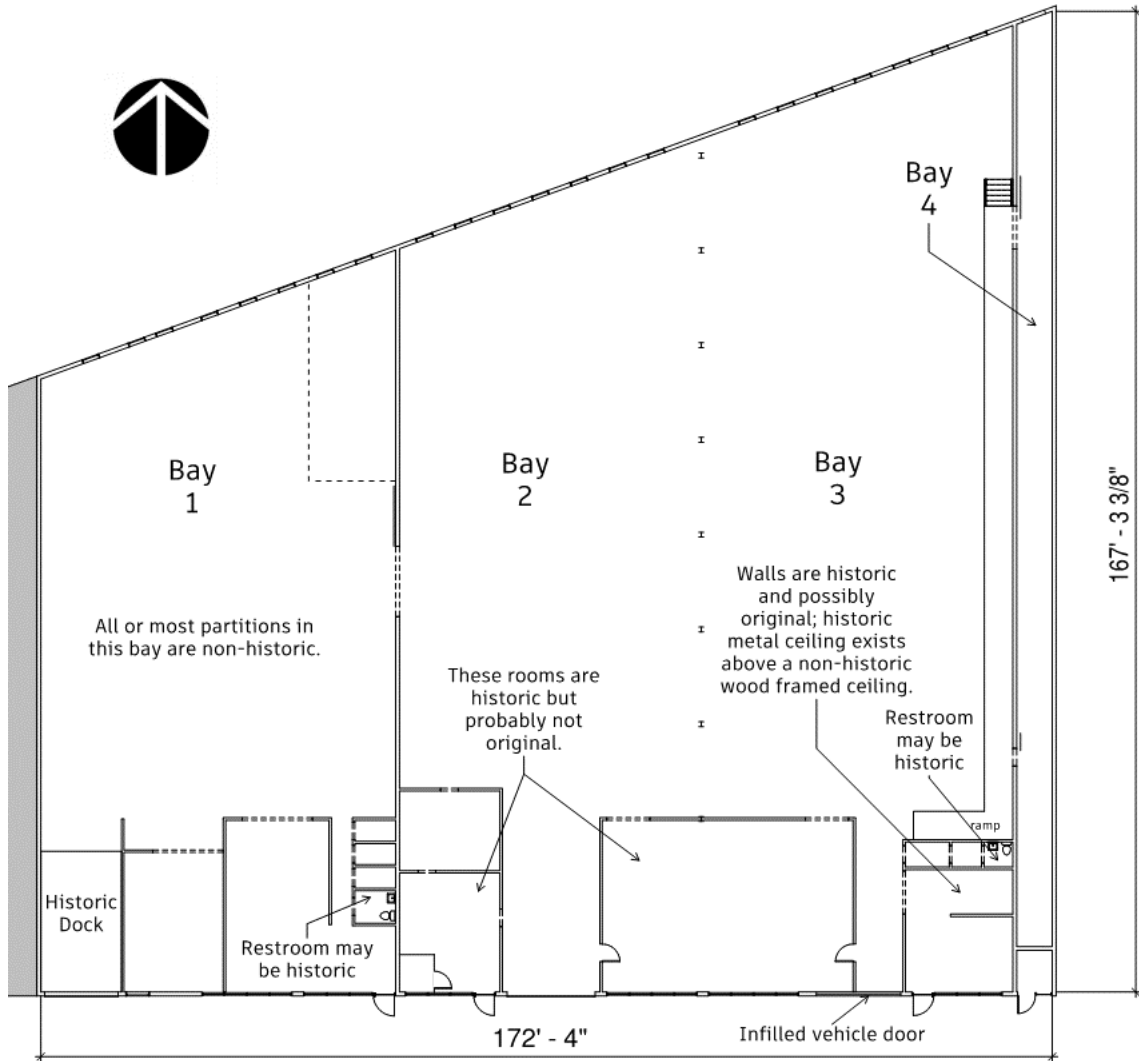 Bay
4
Bay
1
Bay
2
Bay
3
167' - 3 3/8"
All or most partitions in
this bay are non-historic.
These rooms are
historic but
probably not
original.
Walls are historic
and possibly
original; historic
metal ceiling exists
above a non-historic
wood framed ceiling.
Restroom
may be
historic
ramp
Historic
Dock
Restroom may
be historic
172' - 4"
Infilled vehicle door